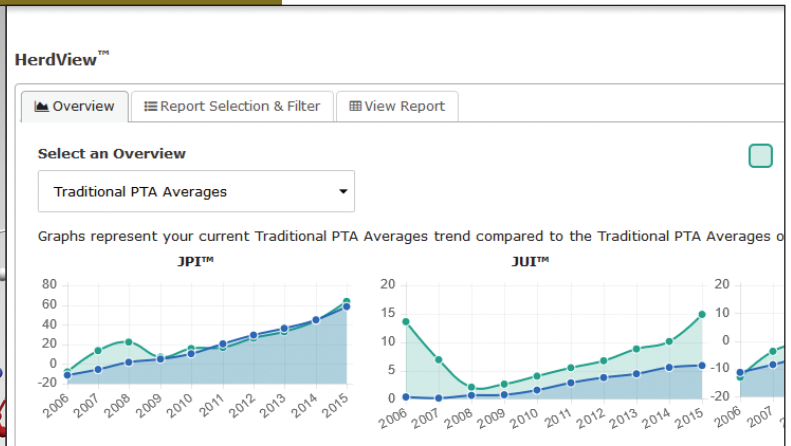 HerdView™
Overview
Report Selection & Filter
View Report
Select an Overview
Traditional PTA Averages
Graphs represent your current Traditional PTA Averages trend compared to the Traditional PTA Averages o
JPI™
80
60
40
20
0
-20
2006 2007 2008 2009 2010 2011 2012 2013 2014 2015
JUI™
20
15
10
5
0
2006 2007 2008 2009 2010 2011 2012 2013 2014 2015
20
10
0
-10
-20
2006 2007